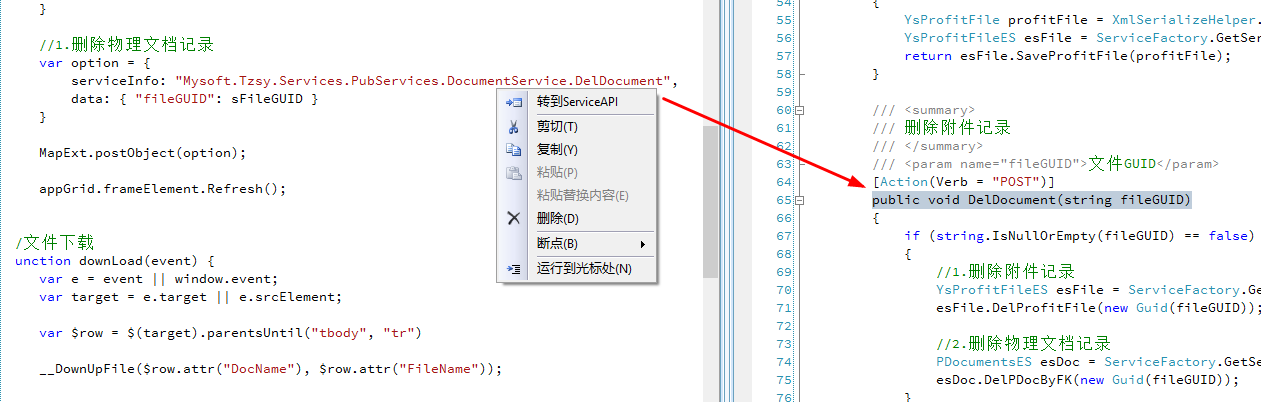 }
//1.删除物理文档记录
var option = {
serviceInfo: "Mysoft.Tzsy.Services.PubServices.DocumentService.DelDocument",
data: { "fileGUID": sFileGUID }
}
MapExt.postObject(option);
appGrid.frameElement.Refresh();
/文件下载
unction downLoad(event) {
var e = event || window.event;
var target = e.target || e.srcElement;
var $row = $(target).parentsUntil("tbody", "tr")
__DownUpFile($row.attr("DocName"), $row.attr("FileName"));
转到ServiceAPI
剪切(T)
复制(Y)
粘贴(P)
粘贴替换内容(E)
删除(D)
断点(B)
运行到光标处(N)
54 {
55 YsProfitFile profitFile = XmlSerializeHelper.
56 YsProfitFileES esFile = ServiceFactory.GetSer
57 return esFile.SaveProfitFile(profitFile);
58 }
59
60 /// <summary>
61 /// 删除附件记录
62 /// </summary>
63 /// <param name="fileGUID">文件GUID</param>
64 [Action(Verb = "POST")]
65 public void DelDocument(string fileGUID)
66 {
67 if (string.IsNullOrEmpty(fileGUID) == false)
68 {
69 //1.删除附件记录
70 YsProfitFileES esFile = ServiceFactory.Ge
71 esFile.DelProfitFile(new Guid(fileGUID));
72
73 //2.删除物理文档记录
74 PDocumentsES esDoc = ServiceFactory.GetSe
75 esDoc.DelPDocByFK(new Guid(fileGUID));
76 }